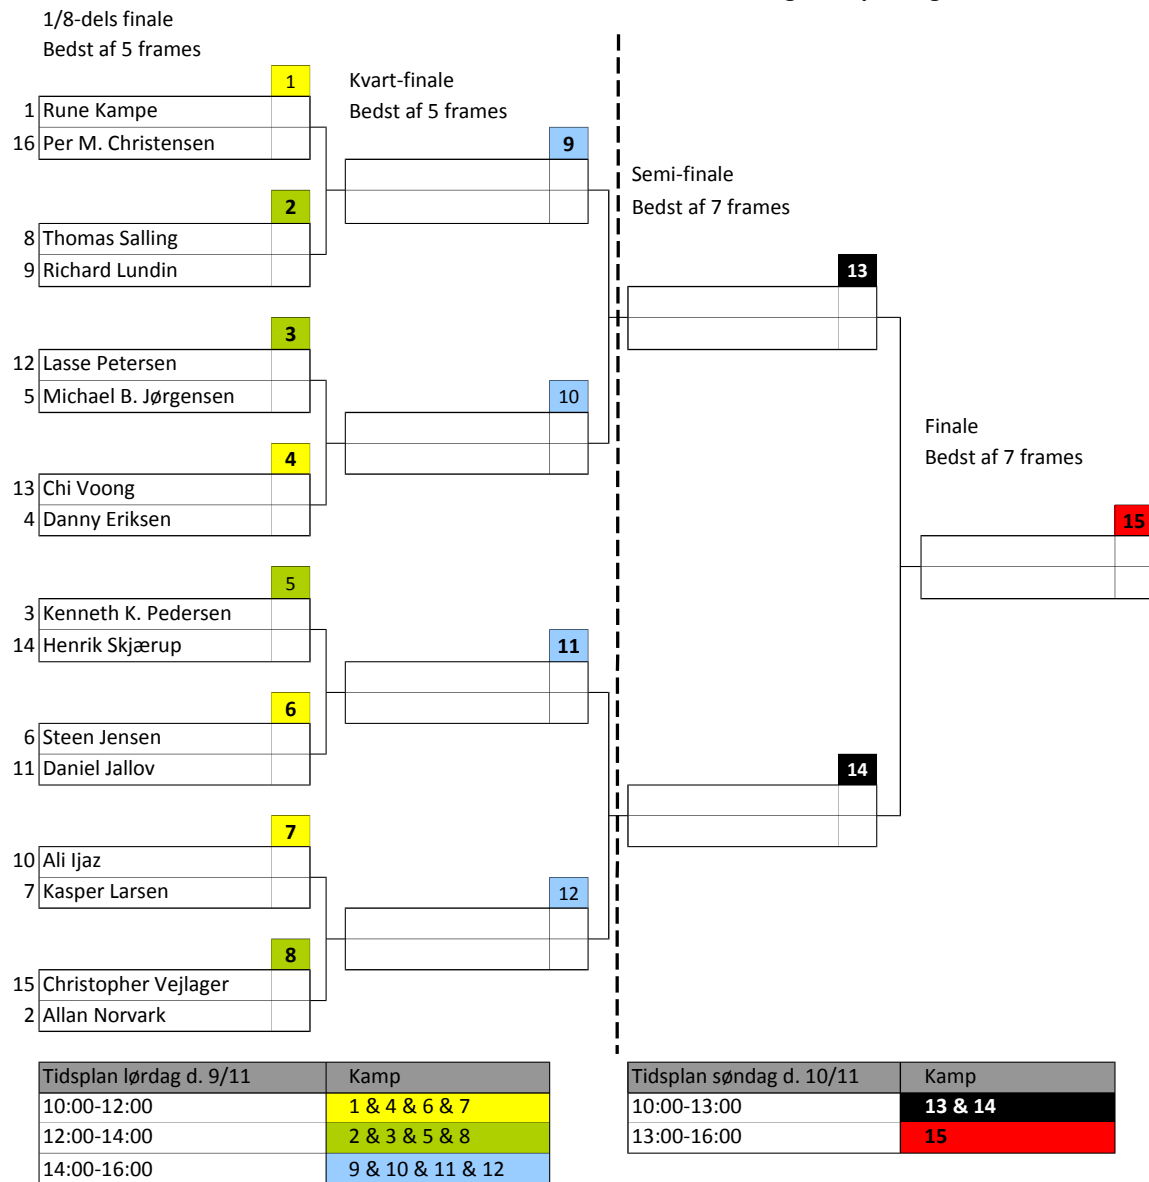 1/8-dels finale
Bedst af 5 frames
1
Kvart-finale
1 Rune Kampe
Bedst af 5 frames
16 Per M. Christensen
9
Semi-finale
2
Bedst af 7 frames
8 Thomas Salling
9 Richard Lundin
13
3
12 Lasse Petersen
5 Michael B. Jørgensen
10
Finale
4
Bedst af 7 frames
13 Chi Voong
4 Danny Eriksen
15
5
3 Kenneth K. Pedersen
14 Henrik Skjærup
11
6
6 Steen Jensen
11 Daniel Jallov
14
7
10 Ali Ijaz
7 Kasper Larsen
12
8
15 Christopher Vejlager
2 Allan Norvark
Tidsplan lørdag d. 9/11 Kamp
10:00-12:00 1 & 4 & 6 & 7
12:00-14:00 2 & 3 & 5 & 8
14:00-16:00 9 & 10 & 11 & 12
Tidsplan søndag d. 10/11 Kamp
10:00-13:00 13 & 14
13:00-16:00 15